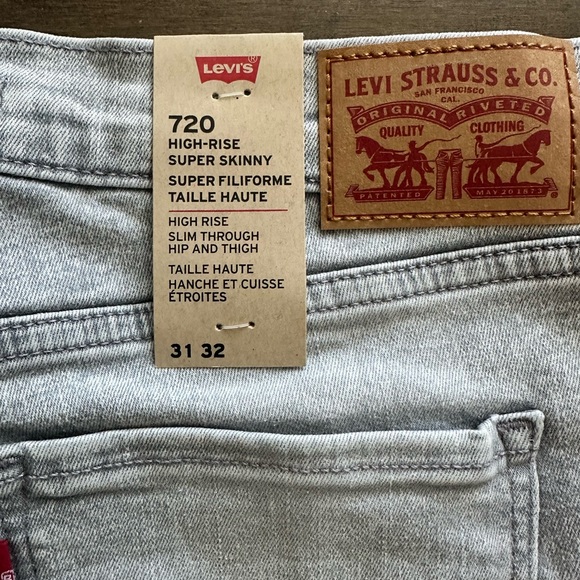 Levi's ®
720
HIGH-RISE
SUPER SKINNY
SUPER FILIFORME
TAILLE HAUTE
HIGH RISE
SLIM THROUGH
HIP AND THIGH
TAILLE HAUTE
HANCHE ET CUISSE
ÉTROITES
31 32
LEVI STRAUSS & CO.
SAN FRANCISCO
CAL.
ORIGINAL RIVETED
QUALITY CLOTHING
PATENTED MAY 20 1873
®